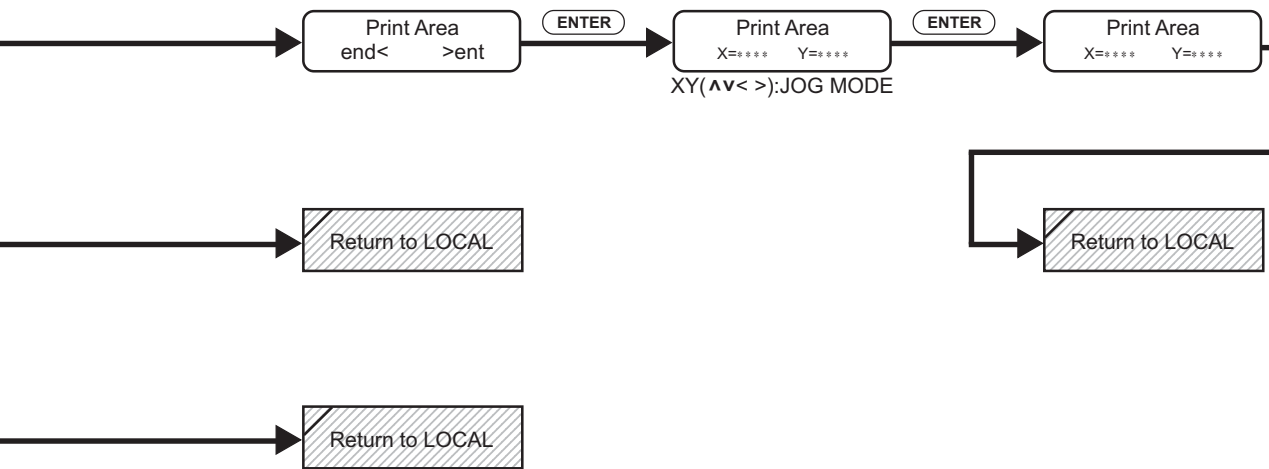 Print Area
end< >ent
ENTER
Print Area
X=**** Y=****
XY(∧∨< >):JOG MODE
ENTER
Print Area
X=**** Y=****
Return to LOCAL
Return to LOCAL
Return to LOCAL